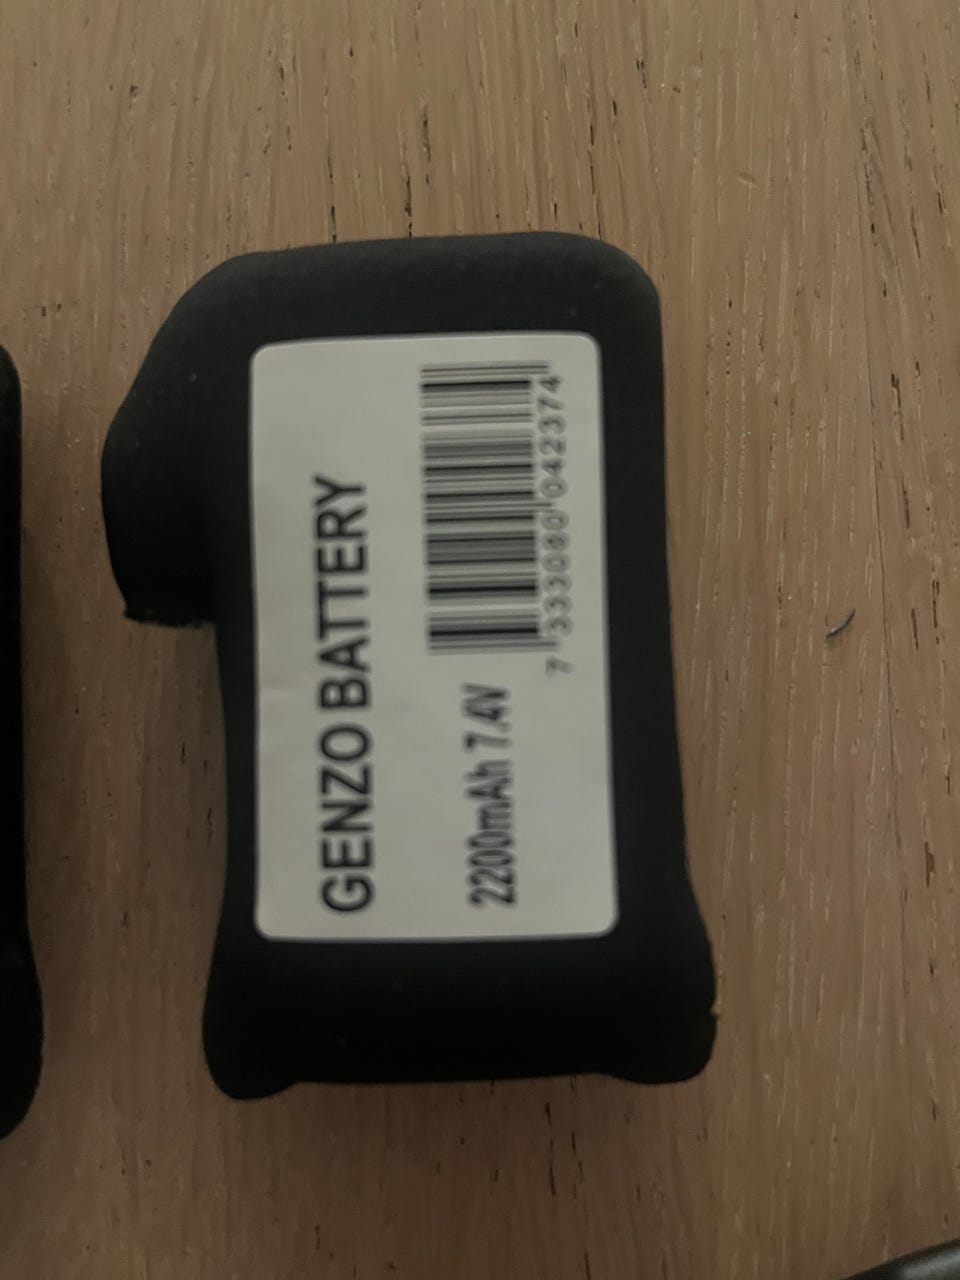 GENZO BATTERY
2200mAh 7.4V
7 333080 042374